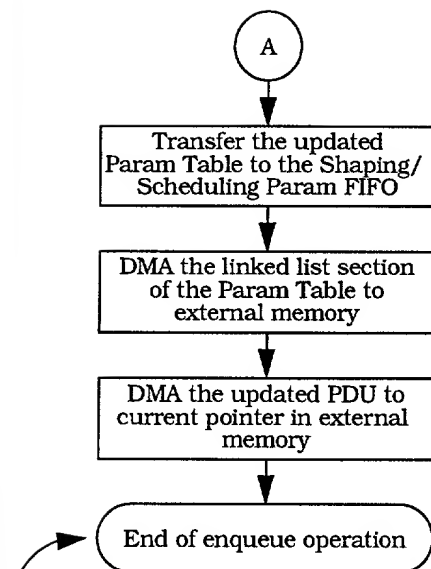 A
Transfer the updated
Param Table to the Shaping/
Scheduling Param FIFO
DMA the linked list section
of the Param Table to
external memory
DMA the updated PDU to
current pointer in external
memory
End of enqueue operation